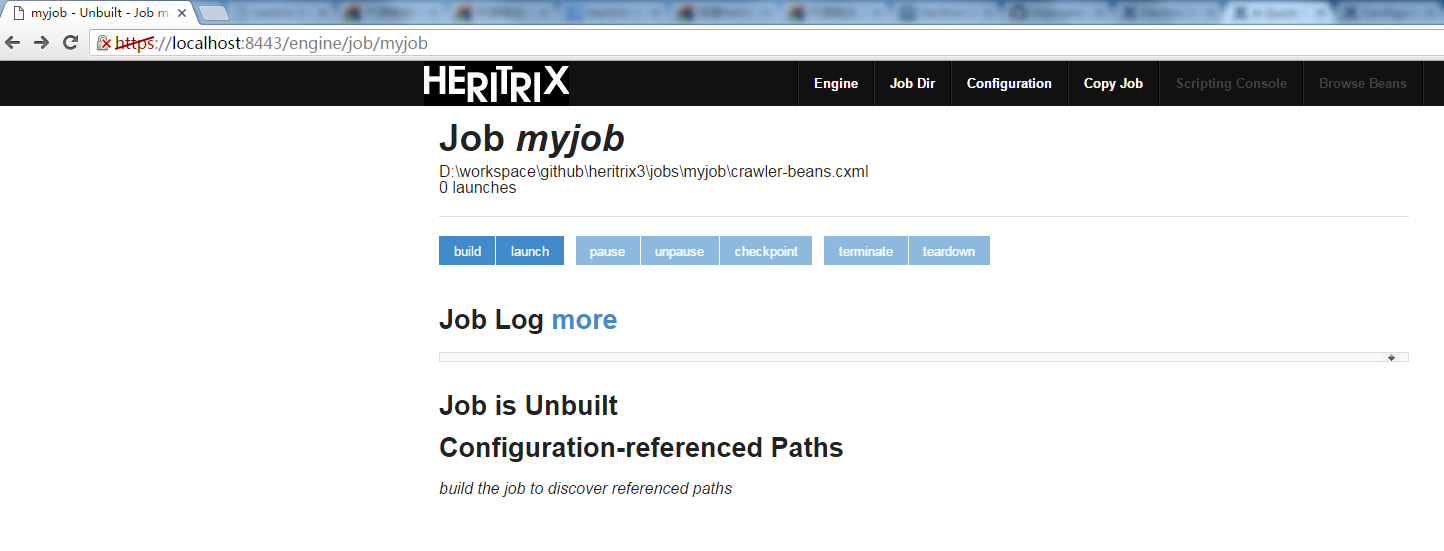 myjob - Unbuilt - Job m
https://localhost:8443/engine/job/myjob
HERITRIX
Engine
Job Dir
Configuration
Copy Job
Scripting Console
Browse Beans
Job myjob
D:\workspace\github\heritrix3\jobs\myjob\crawler-beans.cxml
0 launches
build
launch
pause
unpause
checkpoint
terminate
teardown
Job Log more
Job is Unbuilt
Configuration-referenced Paths
build the job to discover referenced paths